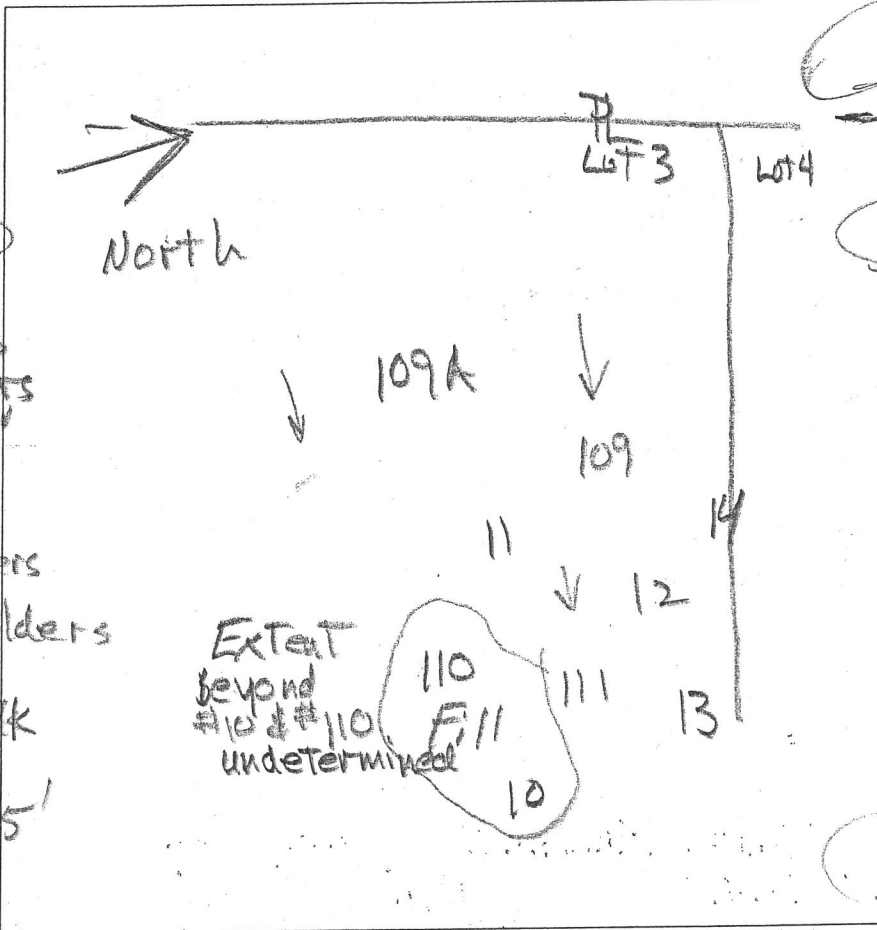 PL
LOT 3
Lot 4
North
109A
109
14
11
12
ers
lders
Extent
Beyond
#10 & #110
undetermined
110
Fill
10
111
13
5'